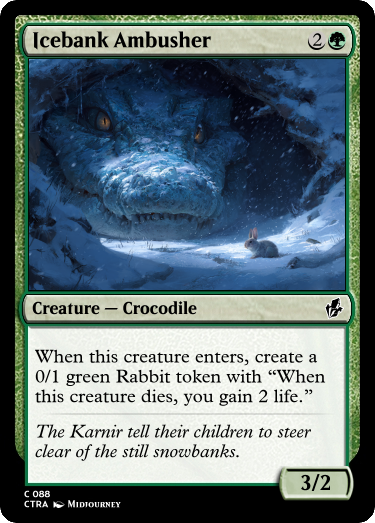 Icebank Ambusher 2
Creature — Crocodile
When this creature enters, create a
0/1 green Rabbit token with “When
this creature dies, you gain 2 life.”
The Karnir tell their children to steer
clear of the still snowbanks.
3/2
C 088
CTRA Midjourney